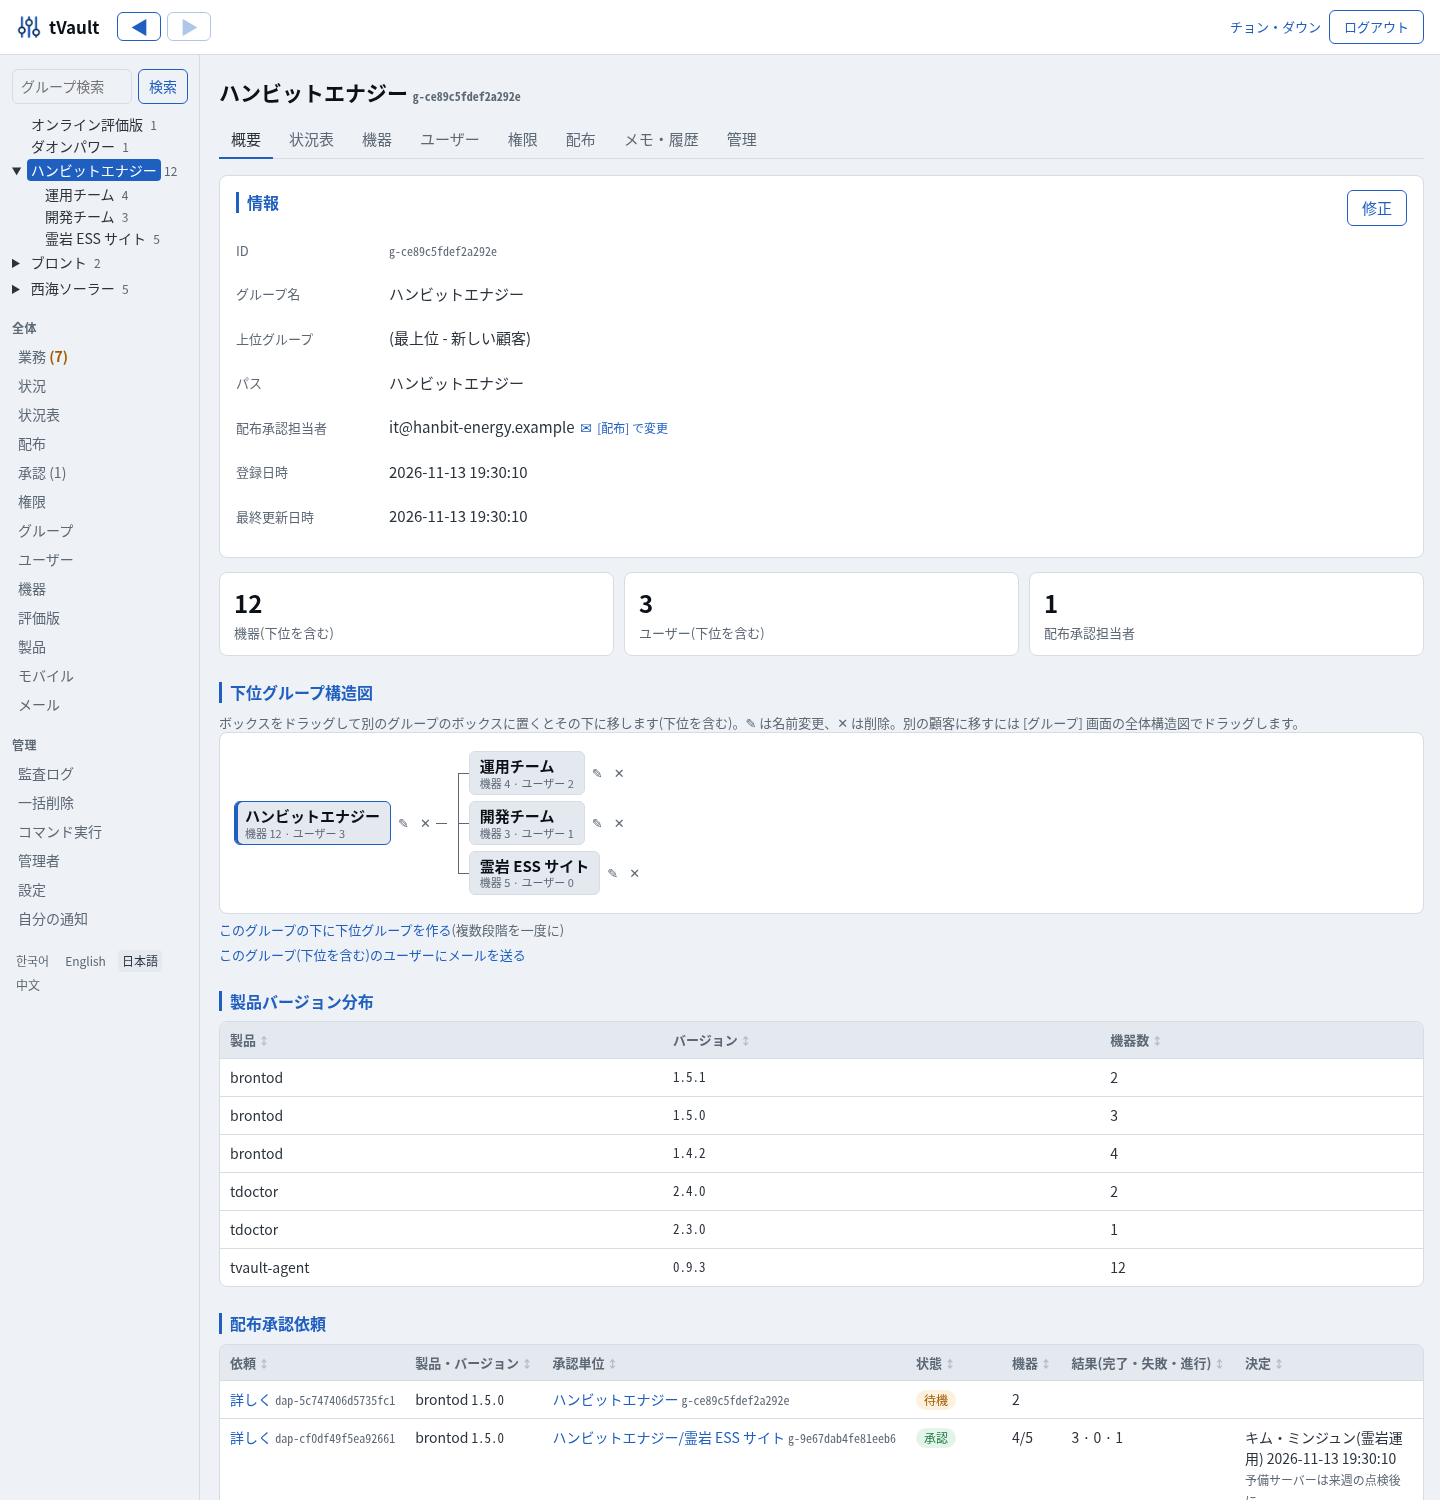 tVault ◀ ▶ チョン・ダウン ログアウト
グループ検索 検索
オンライン評価版 1
ダオンパワー 1
▼ ハンビットエナジー 12
運用チーム 4
開発チーム 3
霊岩 ESS サイト 5
▶ ブロント 2
▶ 西海ソーラー 5
全体
業務 (7)
状況
状況表
配布
承認 (1)
権限
グループ
ユーザー
機器
評価版
製品
モバイル
メール
管理
監査ログ
一括削除
コマンド実行
管理者
設定
自分の通知
한국어 English 日本語
中文
ハンビットエナジー g-ce89c5fdef2a292e
概要 状況表 機器 ユーザー 権限 配布 メモ・履歴 管理
情報 修正
ID g-ce89c5fdef2a292e
グループ名 ハンビットエナジー
上位グループ (最上位 - 新しい顧客)
パス ハンビットエナジー
配布承認担当者 it@hanbit-energy.example ✉ [配布] で変更
登録日時 2026-11-13 19:30:10
最終更新日時 2026-11-13 19:30:10
12
機器(下位を含む)
3
ユーザー(下位を含む)
1
配布承認担当者
下位グループ構造図
ボックスをドラッグして別のグループのボックスに置くとその下に移します(下位を含む)。✎ は名前変更、✕ は削除。別の顧客に移すには [グループ] 画面の全体構造図でドラッグします。
ハンビットエナジー ✎ ✕
機器 12 · ユーザー 3
運用チーム ✎ ✕
機器 4 · ユーザー 2
開発チーム ✎ ✕
機器 3 · ユーザー 1
霊岩 ESS サイト ✎ ✕
機器 5 · ユーザー 0
このグループの下に下位グループを作る(複数段階を一度に)
このグループ(下位を含む)のユーザーにメールを送る
製品バージョン分布
製品 ↕ バージョン ↕ 機器数 ↕
brontod 1.5.1 2
brontod 1.5.0 3
brontod 1.4.2 4
tdoctor 2.4.0 2
tdoctor 2.3.0 1
tvault-agent 0.9.3 12
配布承認依頼
依頼 ↕ 製品・バージョン ↕ 承認単位 ↕ 状態 ↕ 機器 ↕ 結果(完了・失敗・進行) ↕ 決定 ↕
詳しく dap-5c747406d5735fc1 brontod 1.5.0 ハンビットエナジー g-ce89c5fdef2a292e 待機 2
詳しく dap-cf0df49f5ea92661 brontod 1.5.0 ハンビットエナジー/霊岩 ESS サイト g-9e67dab4fe81eeb6 承認 4/5 3 · 0 · 1 キム・ミンジュン(霊岩運
用) 2026-11-13 19:30:10
予備サーバーは来週の点検後